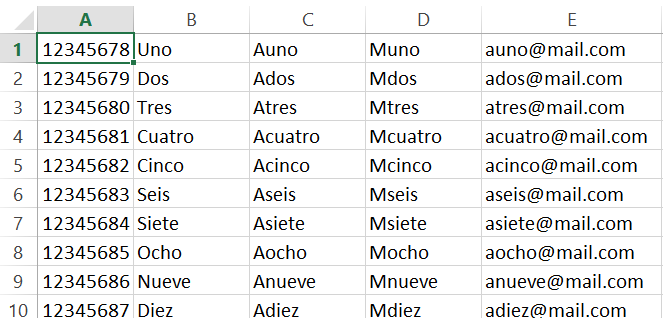 A B C D E
1 12345678 Uno Auno Muno auno@mail.com
2 12345679 Dos Ados Mdos ados@mail.com
3 12345680 Tres Atres Mtres atres@mail.com
4 12345681 Cuatro Acuatro Mcuatro acuatro@mail.com
5 12345682 Cinco Acinco Mcinco acinco@mail.com
6 12345683 Seis Aseis Mseis aseis@mail.com
7 12345684 Siete Asiete Msiete asiete@mail.com
8 12345685 Ocho Aocho Mocho aocho@mail.com
9 12345686 Nueve Anueve Mnueve anueve@mail.com
10 12345687 Diez Adiez Mdiez adiez@mail.com